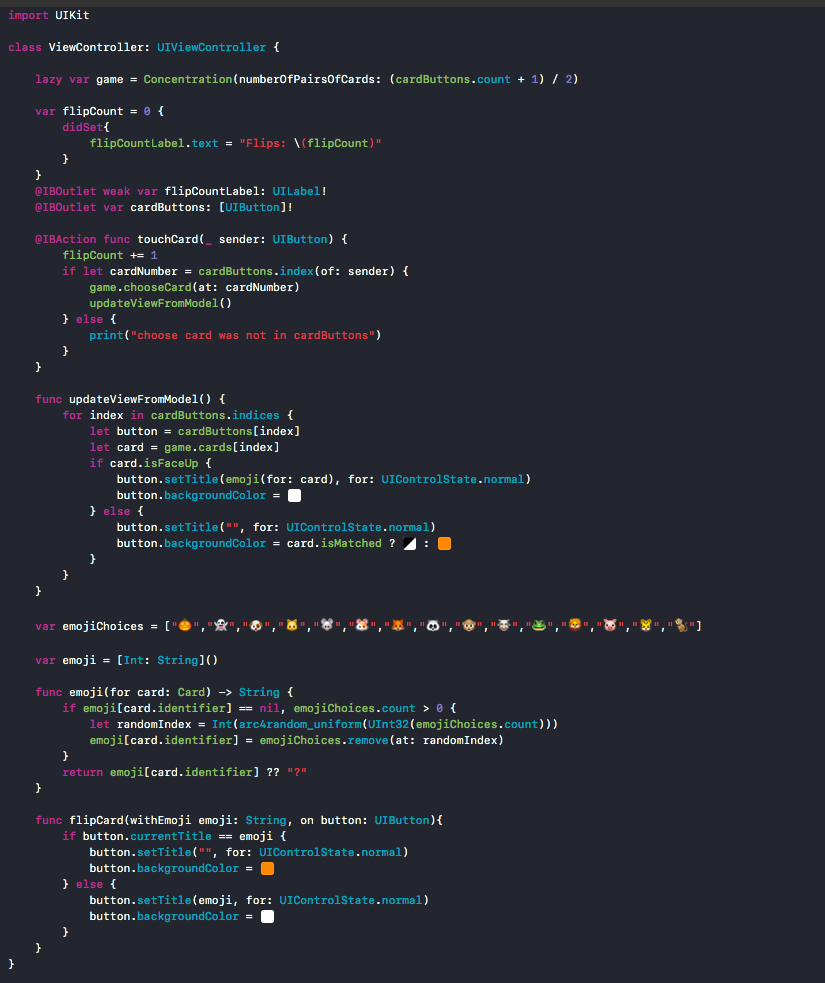 import UIKit
class ViewController: UIViewController {
    lazy var game = Concentration(numberOfPairsOfCards: (cardButtons.count + 1) / 2)
    var flipCount = 0 {
        didSet{
            flipCountLabel.text = "Flips: \(flipCount)"
        }
    }
    @IBOutlet weak var flipCountLabel: UILabel!
    @IBOutlet var cardButtons: [UIButton]!
    @IBAction func touchCard(_ sender: UIButton) {
        flipCount += 1
        if let cardNumber = cardButtons.index(of: sender) {
            game.chooseCard(at: cardNumber)
            updateViewFromModel()
        } else {
            print("choose card was not in cardButtons")
        }
    }
    func updateViewFromModel() {
        for index in cardButtons.indices {
            let button = cardButtons[index]
            let card = game.cards[index]
            if card.isFaceUp {
                button.setTitle(emoji(for: card), for: UIControlState.normal)
                button.backgroundColor =
            } else {
                button.setTitle("", for: UIControlState.normal)
                button.backgroundColor = card.isMatched ? :
            }
        }
    }
    var emojiChoices = ["🎃","👻","🐶","🐱","🐭","🐹","🦊","🐼","🐵","🐮","🐸","🦁","🐷","🐯","🐒"]
    var emoji = [Int: String]()
    func emoji(for card: Card) -> String {
        if emoji[card.identifier] == nil, emojiChoices.count > 0 {
            let randomIndex = Int(arc4random_uniform(UInt32(emojiChoices.count)))
            emoji[card.identifier] = emojiChoices.remove(at: randomIndex)
        }
        return emoji[card.identifier] ?? "?"
    }
    func flipCard(withEmoji emoji: String, on button: UIButton){
        if button.currentTitle == emoji {
            button.setTitle("", for: UIControlState.normal)
            button.backgroundColor =
        } else {
            button.setTitle(emoji, for: UIControlState.normal)
            button.backgroundColor =
        }
    }
}